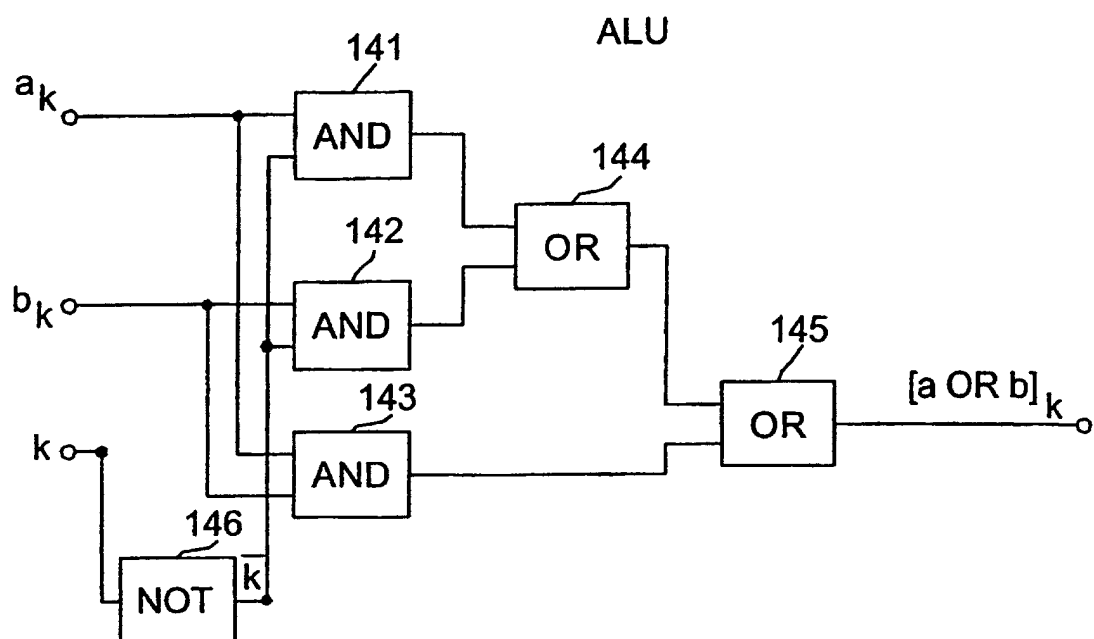 ALU
141
a_k
AND
144
142
OR
b_k
AND
145
143
[a OR b]_k
OR
k
AND
146
k̅
NOT